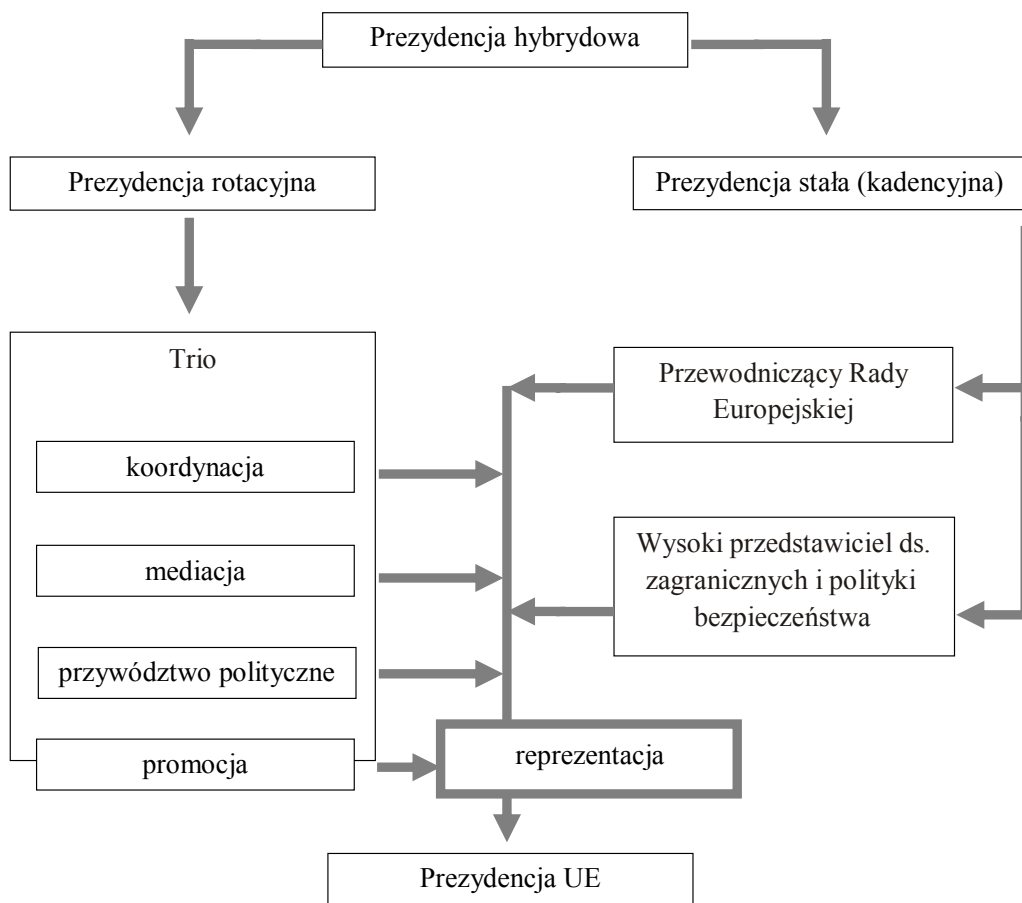 Prezydencja hybrydowa
Prezydencja rotacyjna
Prezydencja stała (kadencyjna)
Trio
koordynacja
mediacja
przywództwo polityczne
promocja
Przewodniczący Rady
Europejskiej
Wysoki przedstawiciel ds.
zagranicznych i polityki
bezpieczeństwa
reprezentacja
Prezydencja UE